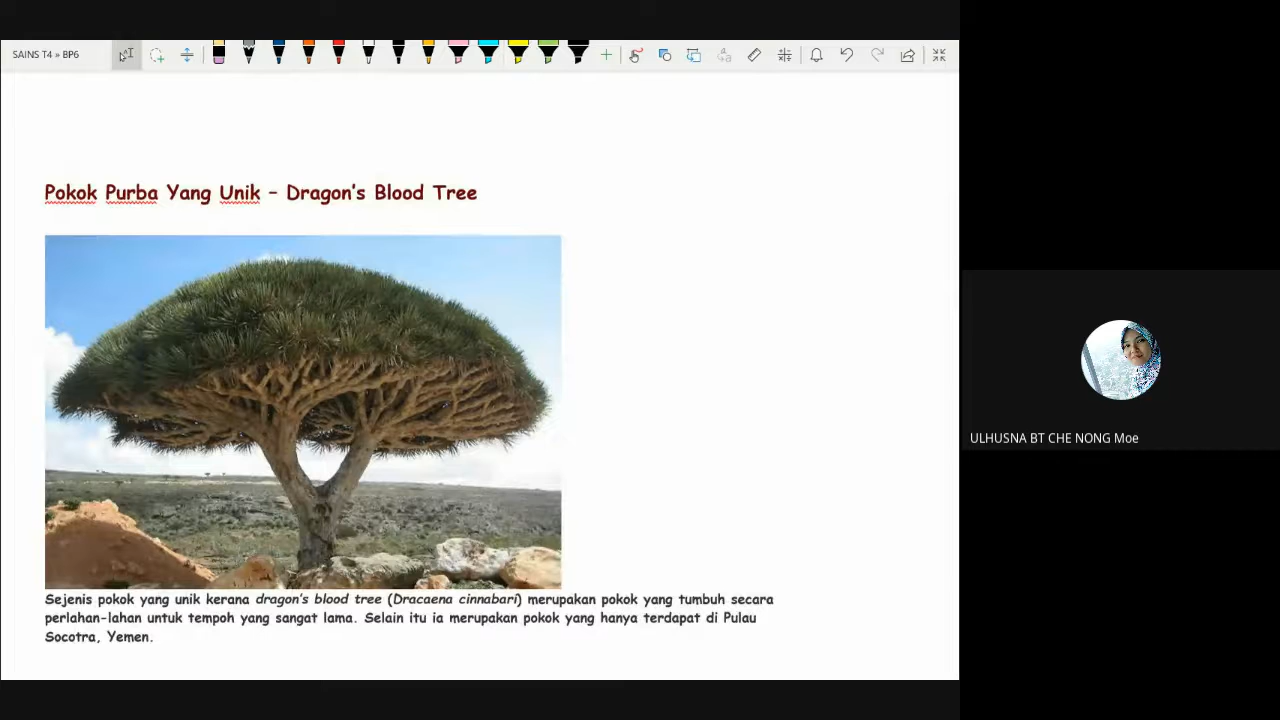 SAINS T4 » BP6
Pokok Purba Yang Unik – Dragon's Blood Tree
Sejenis pokok yang unik kerana dragon's blood tree (Dracaena cinnabari) merupakan pokok yang tumbuh secara
perlahan-lahan untuk tempoh yang sangat lama. Selain itu ia merupakan pokok yang hanya terdapat di Pulau
Socotra, Yemen.
ULHUSNA BT CHE NONG Moe